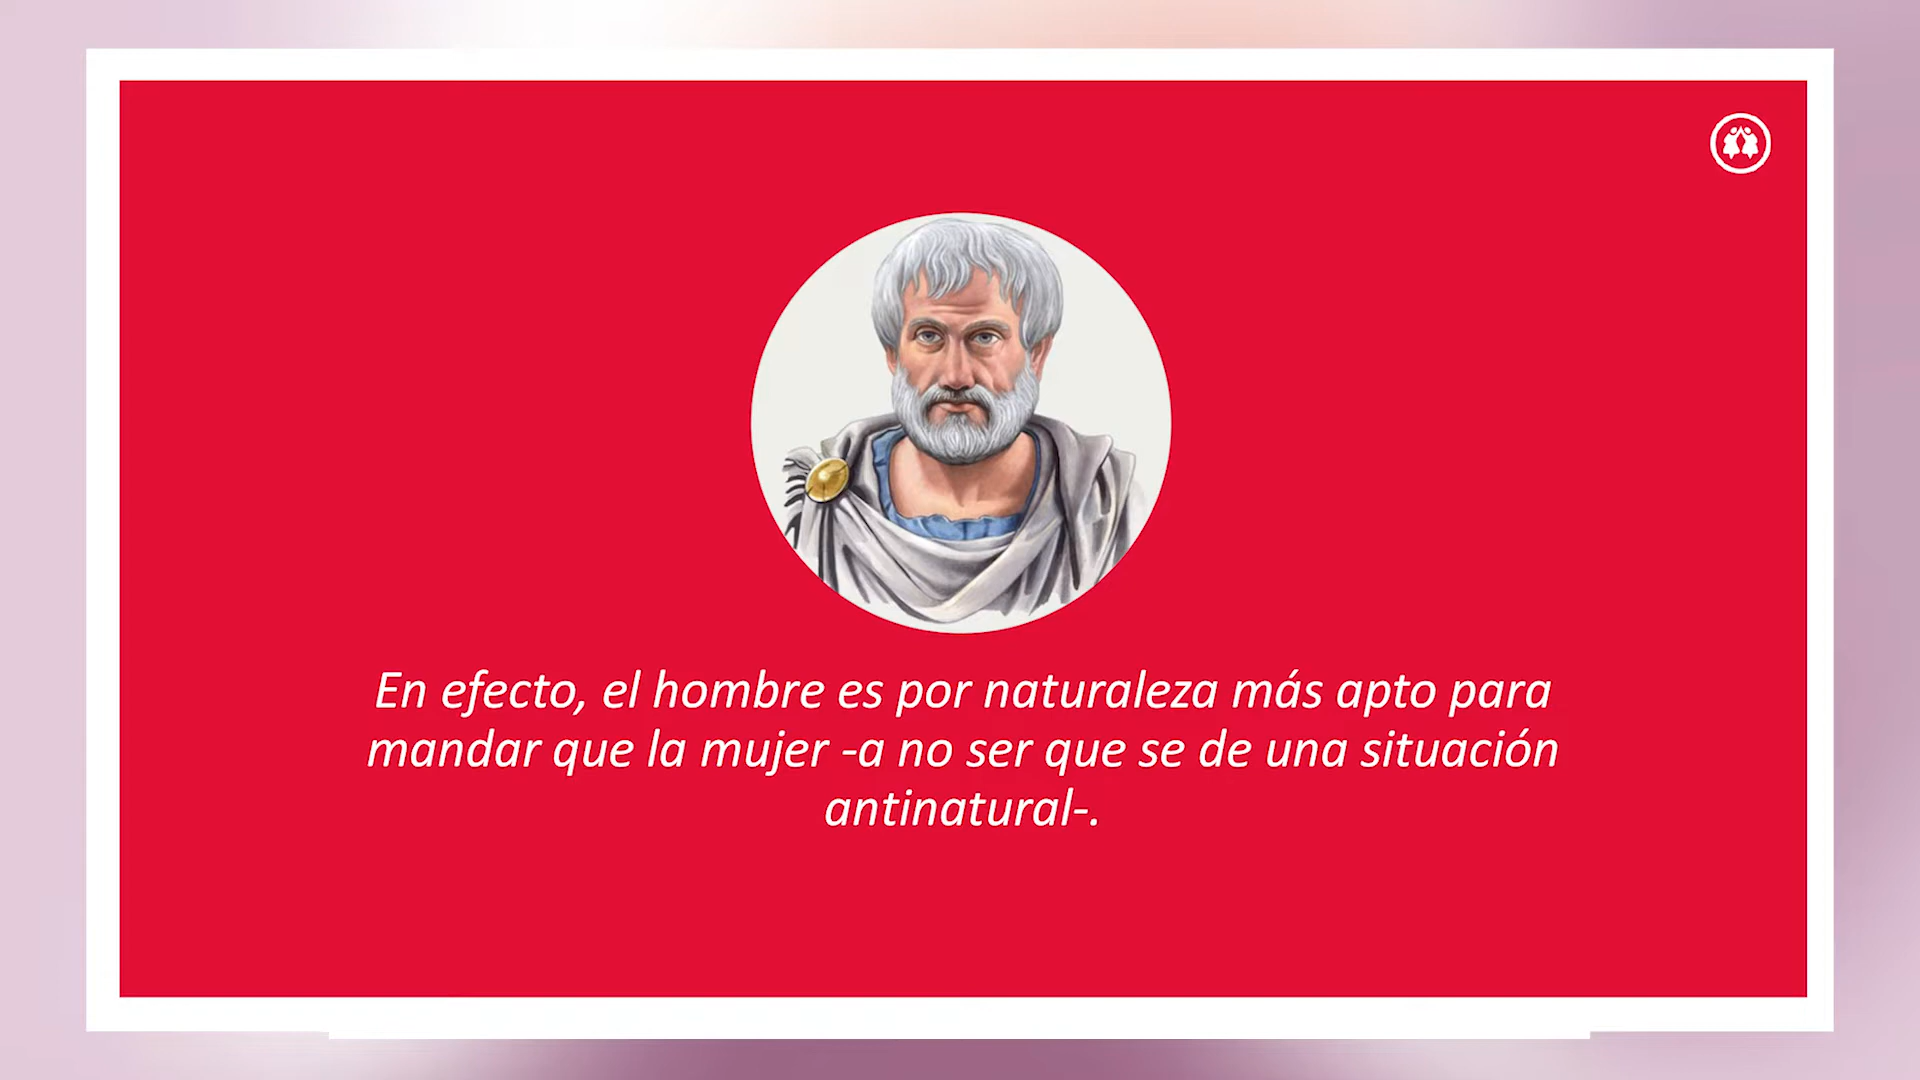 En efecto, el hombre es por naturaleza más apto para
mandar que la mujer -a no ser que se de una situación
antinatural-.